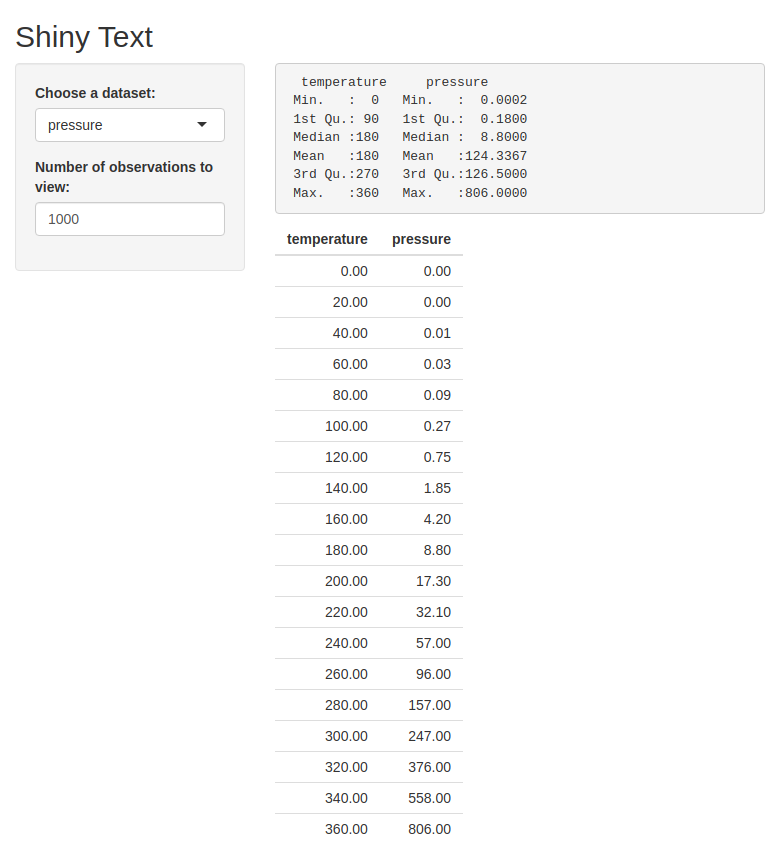 Shiny Text
Choose a dataset:
pressure
Number of observations to
view:
1000
temperature pressure
Min. : 0 Min. : 0.0002
1st Qu.: 90 1st Qu.: 0.1800
Median :180 Median : 8.8000
Mean :180 Mean :124.3367
3rd Qu.:270 3rd Qu.:126.5000
Max. :360 Max. :806.0000
temperature pressure
0.00 0.00
20.00 0.00
40.00 0.01
60.00 0.03
80.00 0.09
100.00 0.27
120.00 0.75
140.00 1.85
160.00 4.20
180.00 8.80
200.00 17.30
220.00 32.10
240.00 57.00
260.00 96.00
280.00 157.00
300.00 247.00
320.00 376.00
340.00 558.00
360.00 806.00